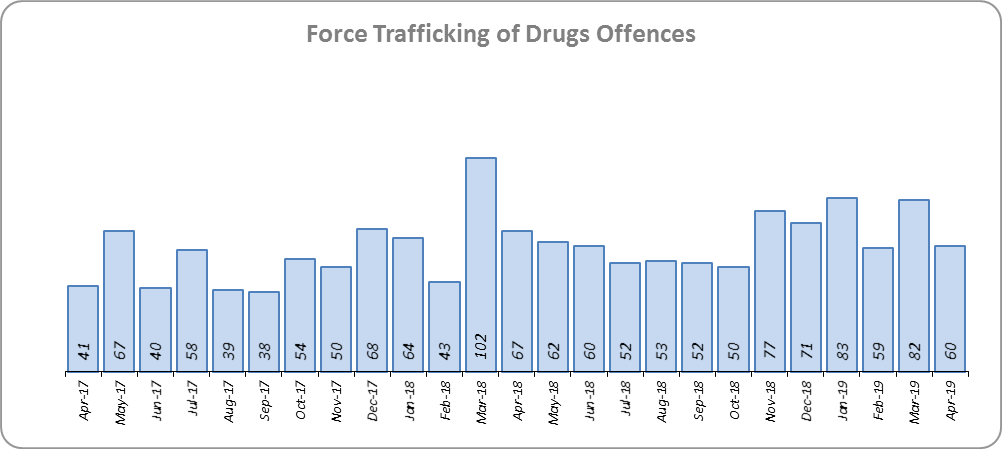 Force Trafficking of Drugs Offences
41 67 40 58 39 38 54 50 68 64 43 102 67 62 60 52 53 52 50 77 71 83 59 82 60
Apr-17 May-17 Jun-17 Jul-17 Aug-17 Sep-17 Oct-17 Nov-17 Dec-17 Jan-18 Feb-18 Mar-18 Apr-18 May-18 Jun-18 Jul-18 Aug-18 Sep-18 Oct-18 Nov-18 Dec-18 Jan-19 Feb-19 Mar-19 Apr-19